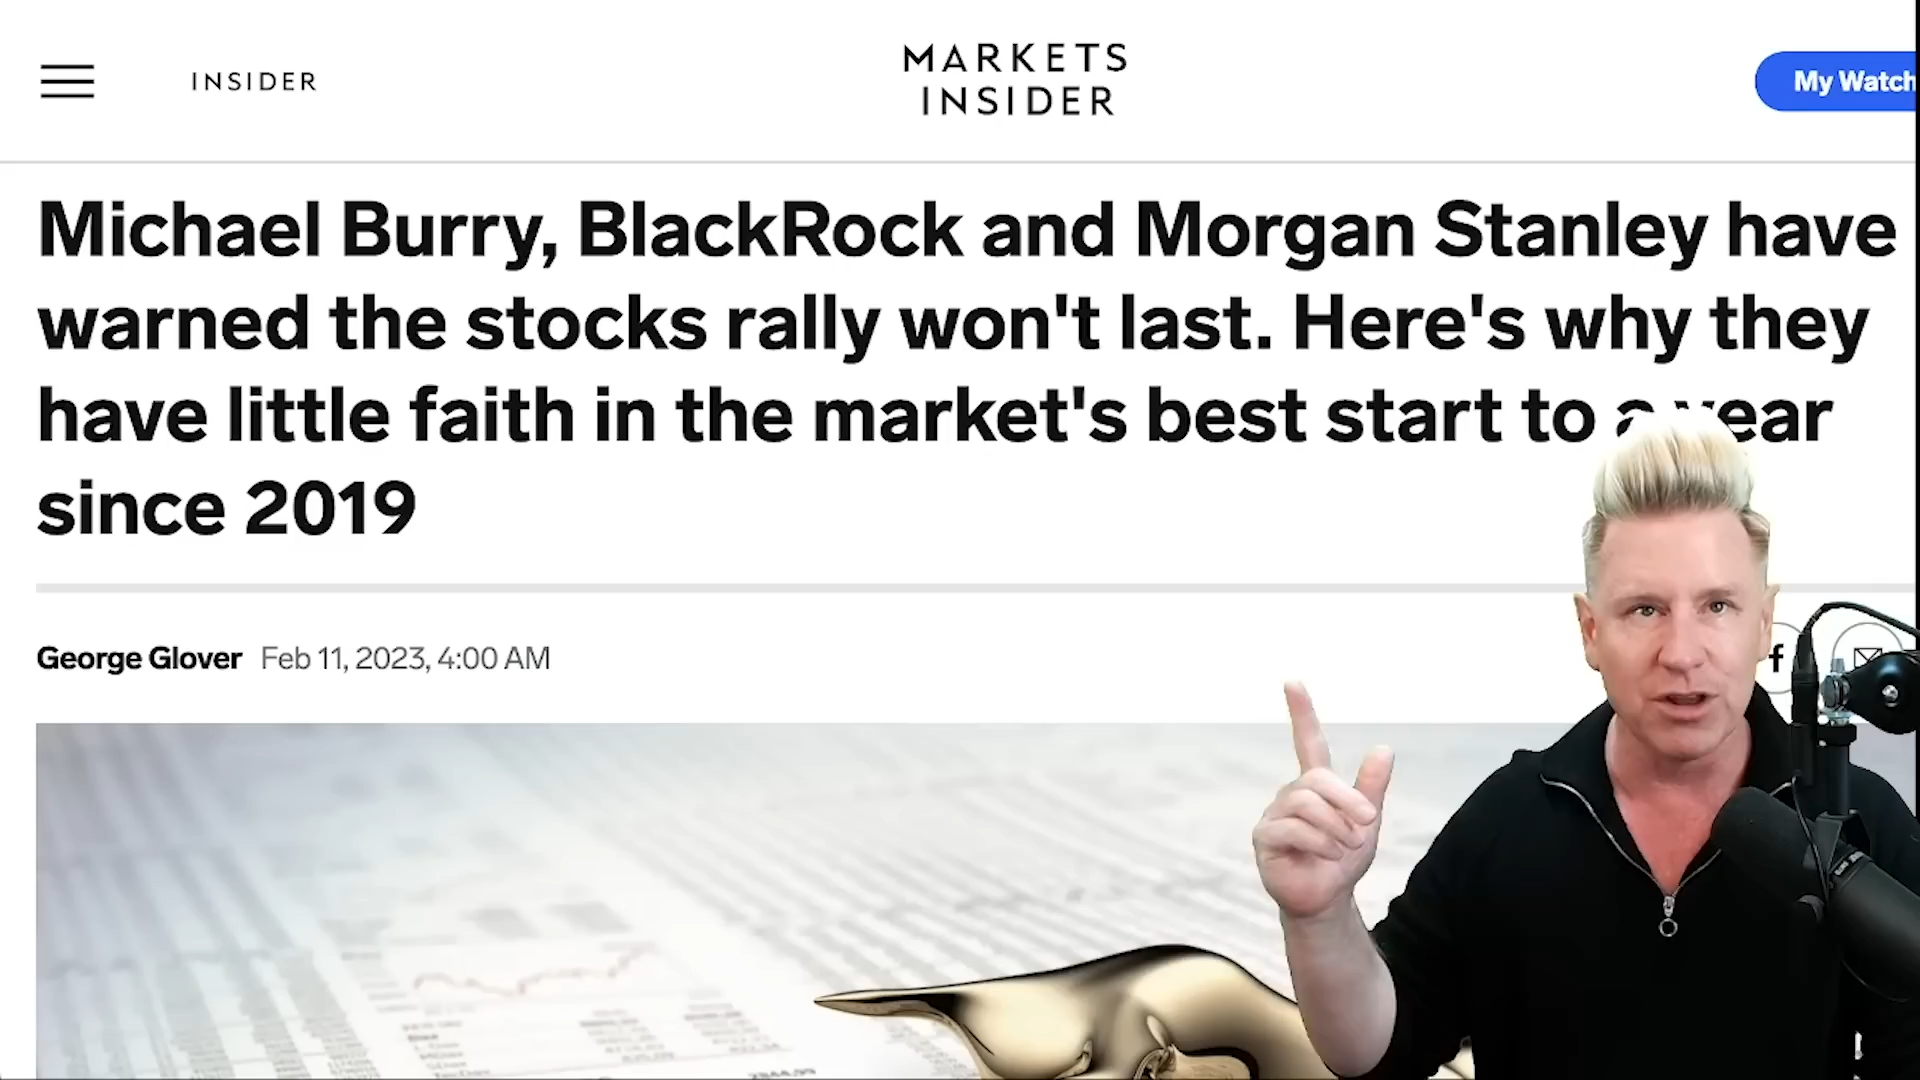 INSIDER
MARKETS
INSIDER
My Watch
Michael Burry, BlackRock and Morgan Stanley have
warned the stocks rally won't last. Here's why they
have little faith in the market's best start to a year
since 2019
George Glover Feb 11, 2023, 4:00 AM
f